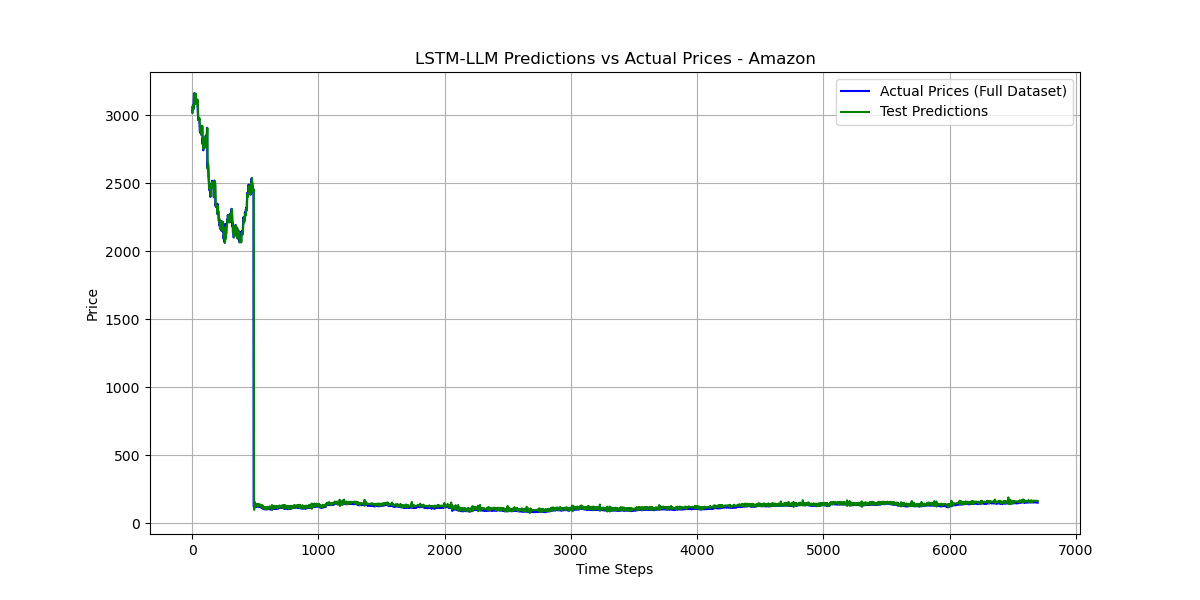 LSTM-LLM Predictions vs Actual Prices - Amazon
Actual Prices (Full Dataset)
Test Predictions
Price
3000
2500
2000
1500
1000
500
0
0 1000 2000 3000 4000 5000 6000 7000
Time Steps